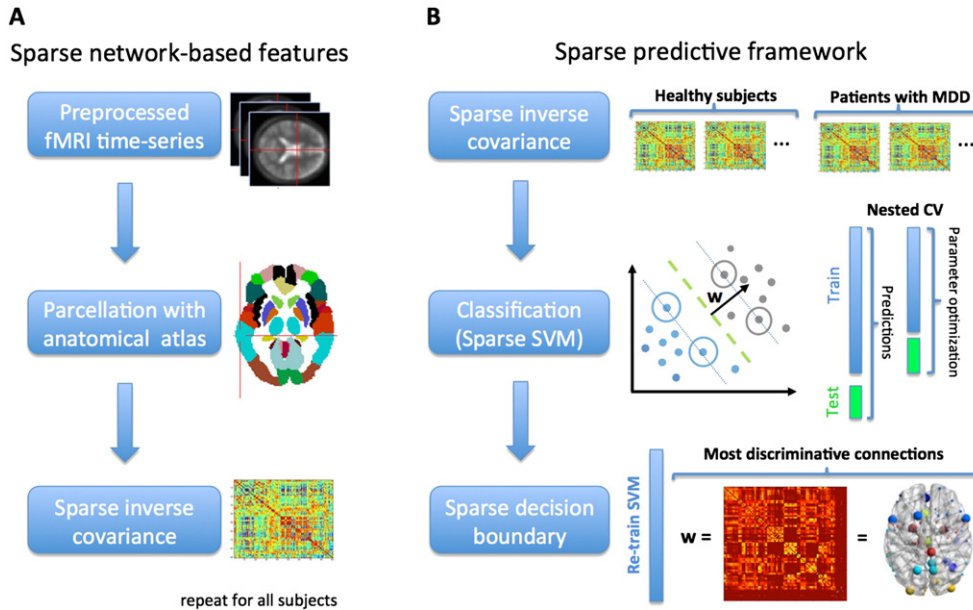 A
Sparse network-based features
Preprocessed
fMRI time-series
Parcellation with
anatomical atlas
Sparse inverse
covariance
repeat for all subjects
B
Sparse predictive framework
Sparse inverse
covariance
Healthy subjects
...
Patients with MDD
...
Classification
(Sparse SVM)
w
Nested CV
Train
Test
Predictions
Parameter optimization
Sparse decision
boundary
Re-train SVM
Most discriminative connections
w =
=